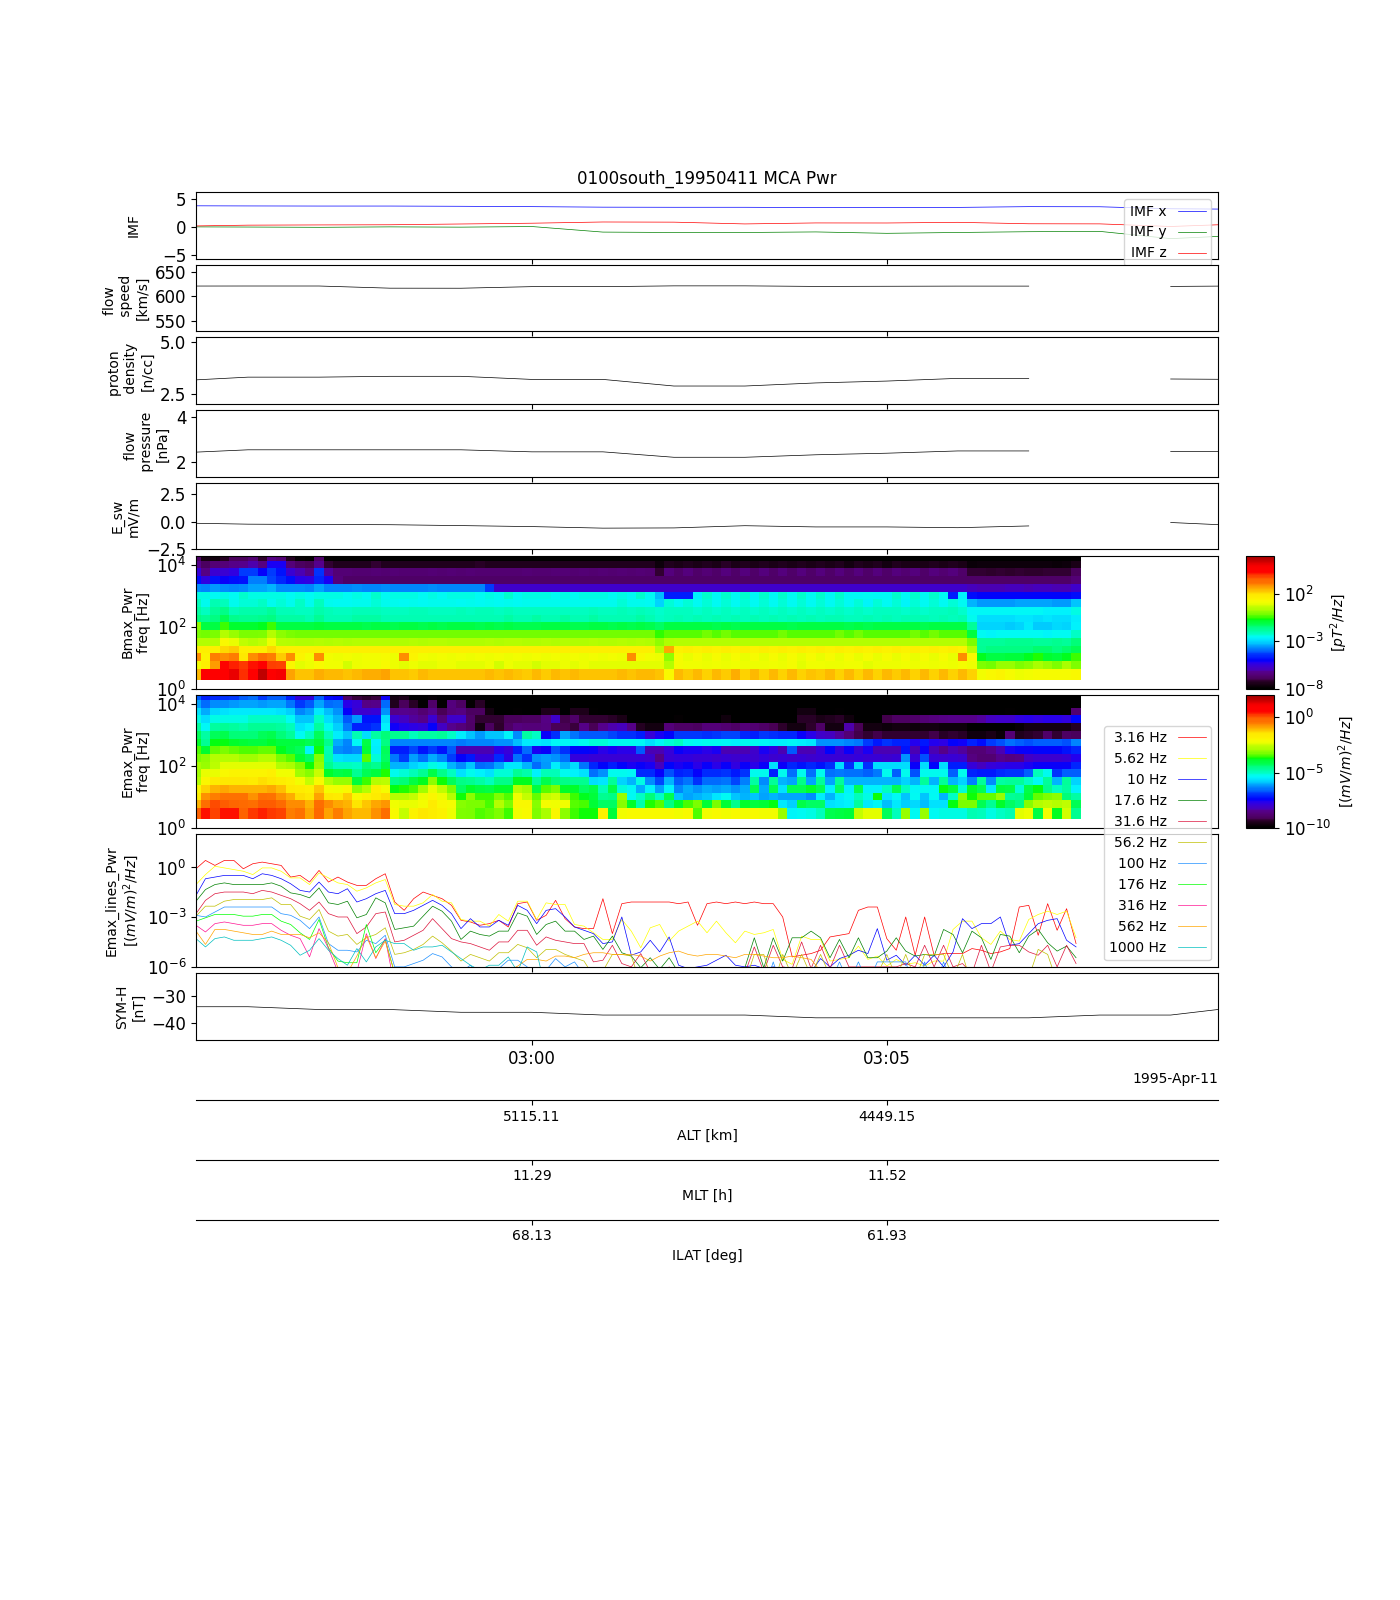 0100south_19950411 MCA Pwr
IMF
5
0
−5
IMF x
IMF y
IMF z
flow
speed
[km/s]
650
600
550
proton
density
[n/cc]
5.0
2.5
flow
pressure
[nPa]
4
2
E_sw
mV/m
2.5
0.0
−2.5
Bmax_Pwr
freq [Hz]
10^4
10^2
10^0
10^2
10^-3
10^-8
[pT^2/Hz]
Emax_Pwr
freq [Hz]
10^4
10^2
10^0
10^0
10^-5
10^-10
[(mV/m)^2/Hz]
3.16 Hz
5.62 Hz
10 Hz
17.6 Hz
31.6 Hz
56.2 Hz
100 Hz
176 Hz
316 Hz
562 Hz
1000 Hz
Emax_lines_Pwr
[(mV/m)^2/Hz]
10^0
10^-3
10^-6
SYM-H
[nT]
−30
−40
03:00 03:05
1995-Apr-11
5115.11 4449.15
ALT [km]
11.29 11.52
MLT [h]
68.13 61.93
ILAT [deg]